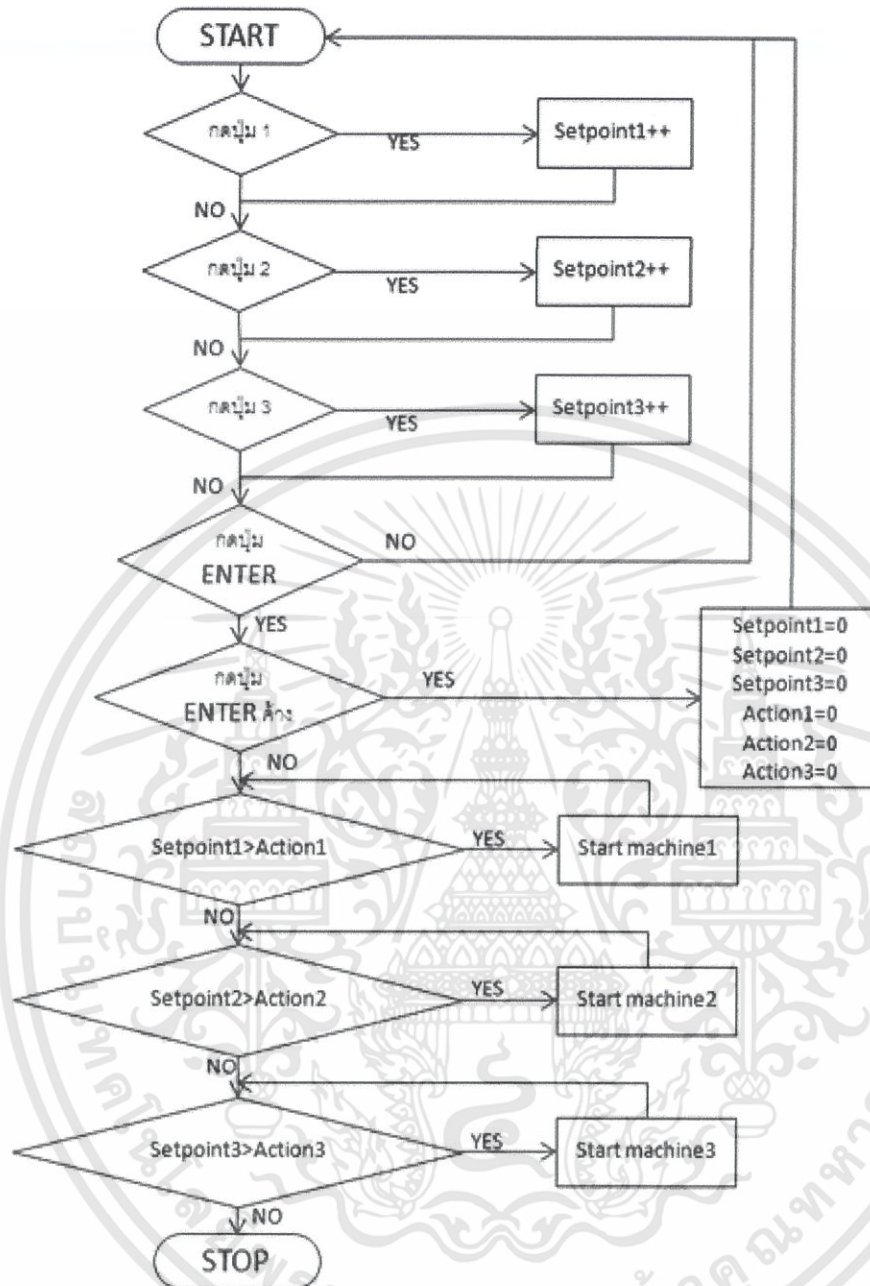 START
กดปุ่ม 1
YES
Setpoint1++
NO
กดปุ่ม 2
YES
Setpoint2++
NO
กดปุ่ม 3
YES
Setpoint3++
NO
กดปุ่ม
ENTER
NO
YES
กดปุ่ม
ENTER ค้าง
YES
Setpoint1=0
Setpoint2=0
Setpoint3=0
Action1=0
Action2=0
Action3=0
NO
Setpoint1>Action1
YES
Start machine1
NO
Setpoint2>Action2
YES
Start machine2
NO
Setpoint3>Action3
YES
Start machine3
NO
STOP